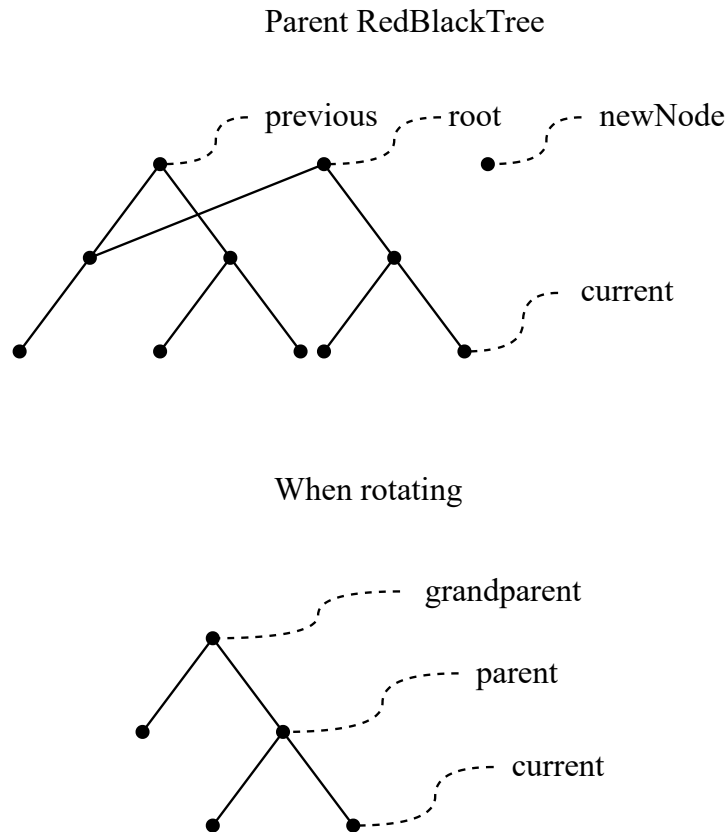 Parent RedBlackTree
previous
root
newNode
current
When rotating
grandparent
parent
current